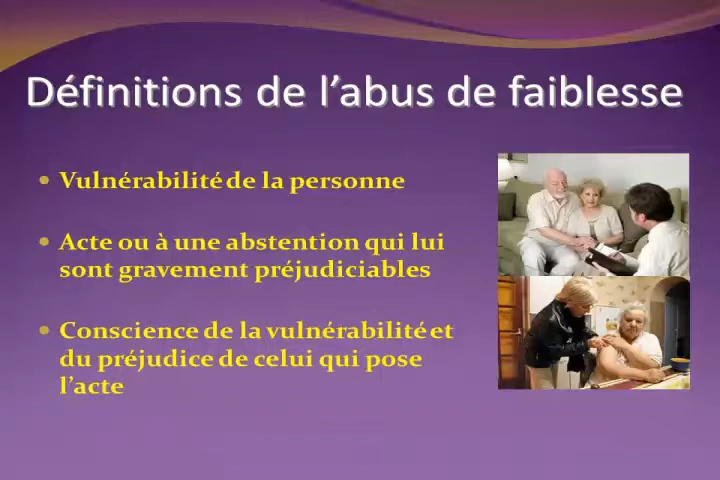 Définitions de l’abus de faiblesse
• Vulnérabilité de la personne
• Acte ou à une abstention qui lui
sont gravement préjudiciables
• Conscience de la vulnérabilité et
du préjudice de celui qui pose
l’acte